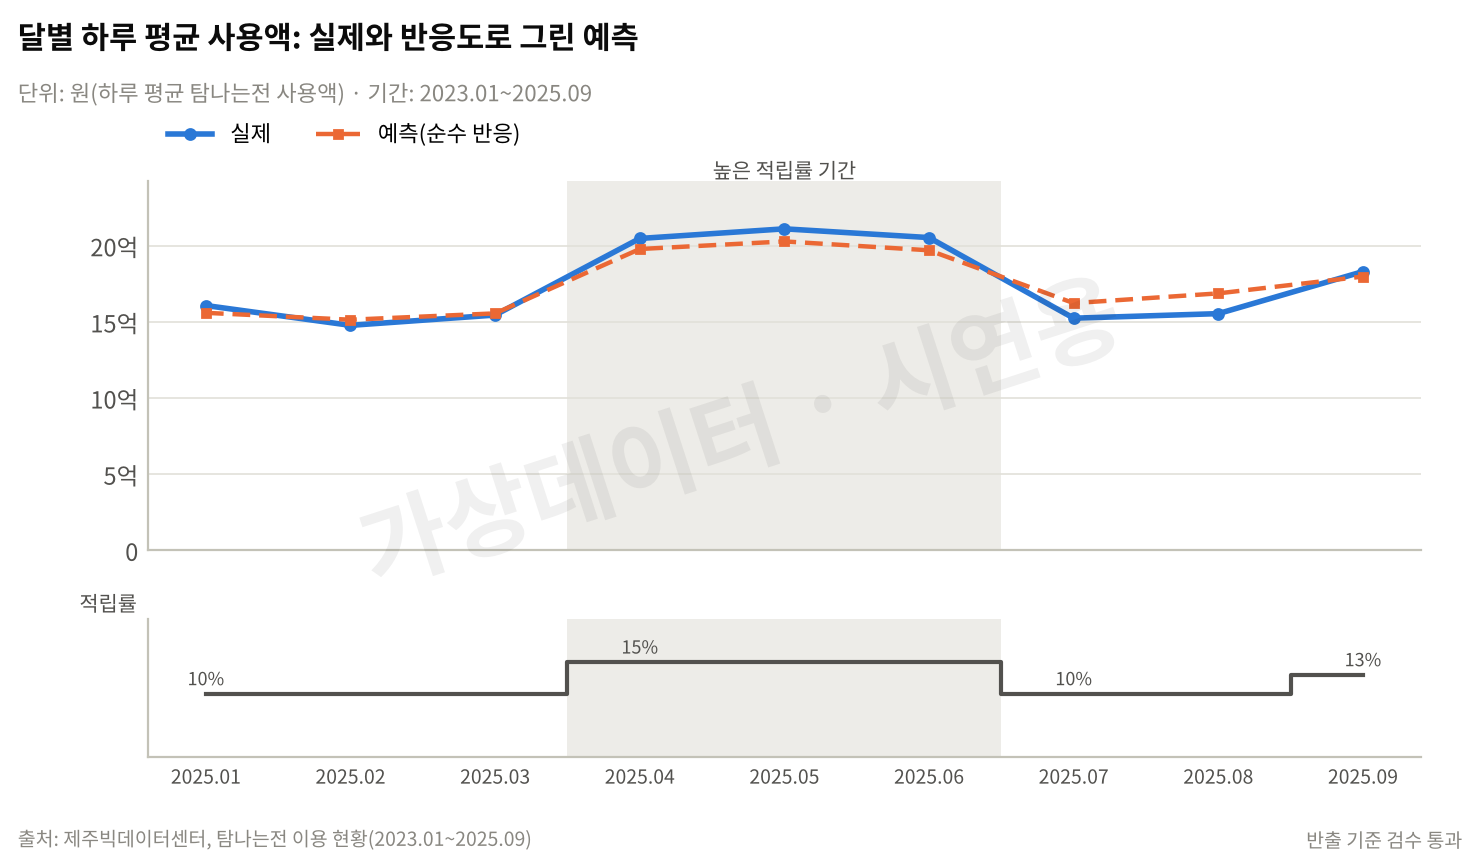 달별 하루 평균 사용액: 실제와 반응도로 그린 예측
단위: 원(하루 평균 탐나는전 사용액) · 기간: 2023.01~2025.09
실제 예측(순수 반응)
높은 적립률 기간
20억
15억
10억
5억
0
가상데이터 · 시연용
적립률
10% 15% 10% 13%
2025.01 2025.02 2025.03 2025.04 2025.05 2025.06 2025.07 2025.08 2025.09
출처: 제주빅데이터센터, 탐나는전 이용 현황(2023.01~2025.09)
반출 기준 검수 통과